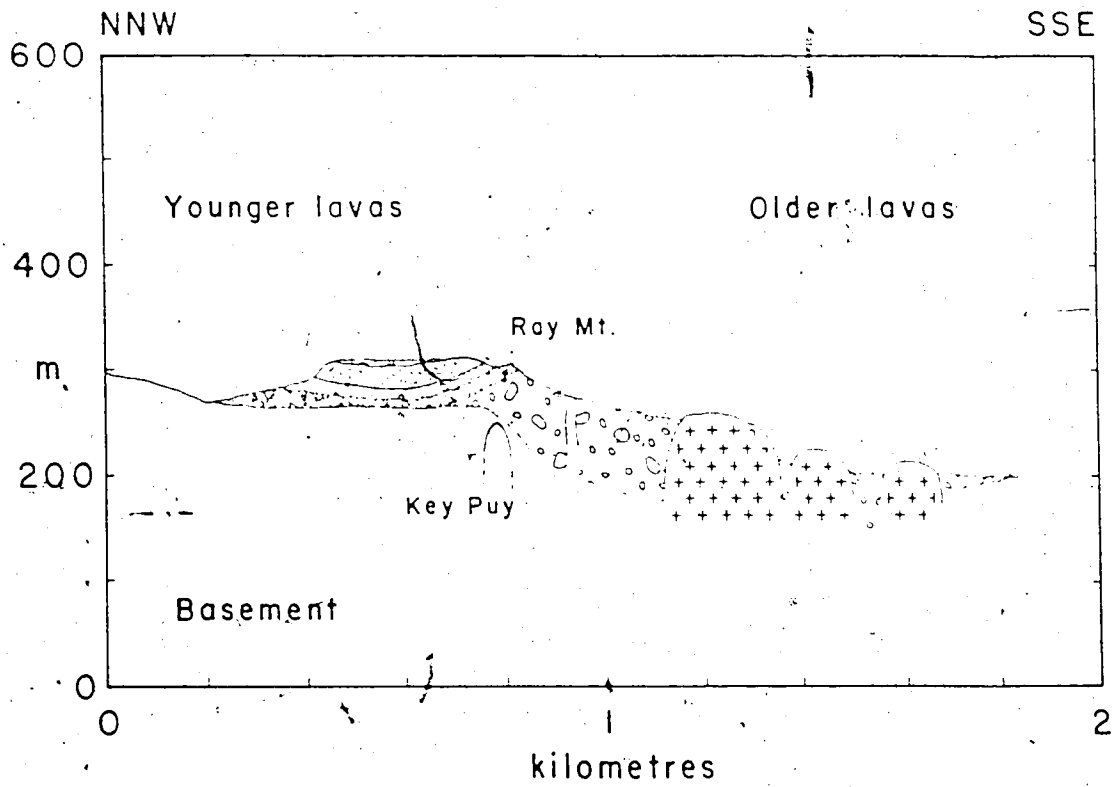 NNW SSE
600
Younger lavas Older lavas
400
Ray Mt.
m
200
Key Puy
Basement
0
0 1 2
kilometres